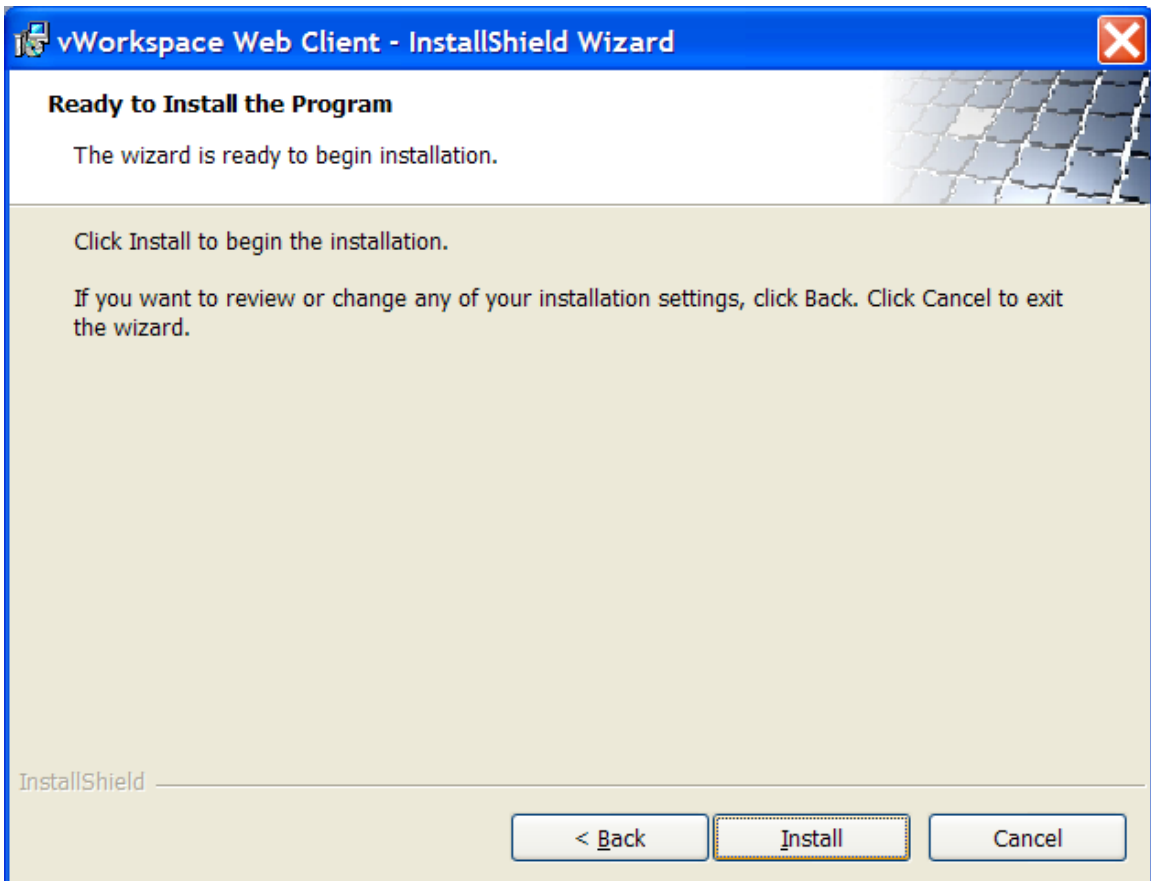 vWorkspace Web Client - InstallShield Wizard
Ready to Install the Program
The wizard is ready to begin installation.
Click Install to begin the installation.
If you want to review or change any of your installation settings, click Back. Click Cancel to exit
the wizard.
InstallShield
< Back
Install
Cancel